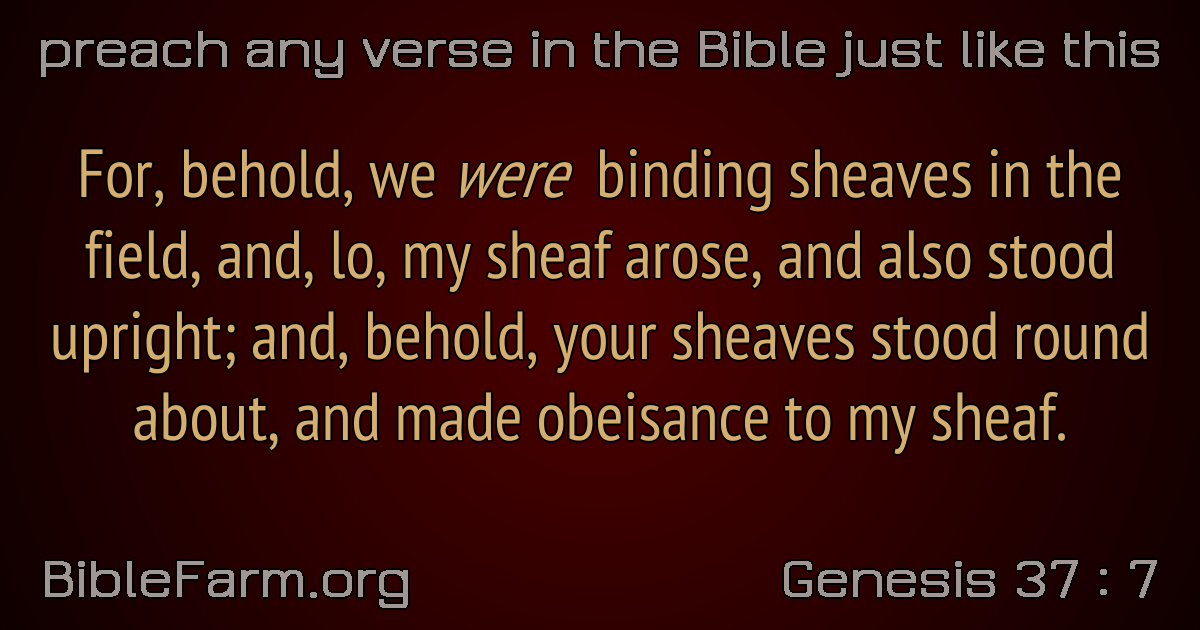 preach any verse in the Bible just like this
For, behold, we were binding sheaves in the
field, and, lo, my sheaf arose, and also stood
upright; and, behold, your sheaves stood round
about, and made obeisance to my sheaf.
BibleFarm.org
Genesis 37 : 7